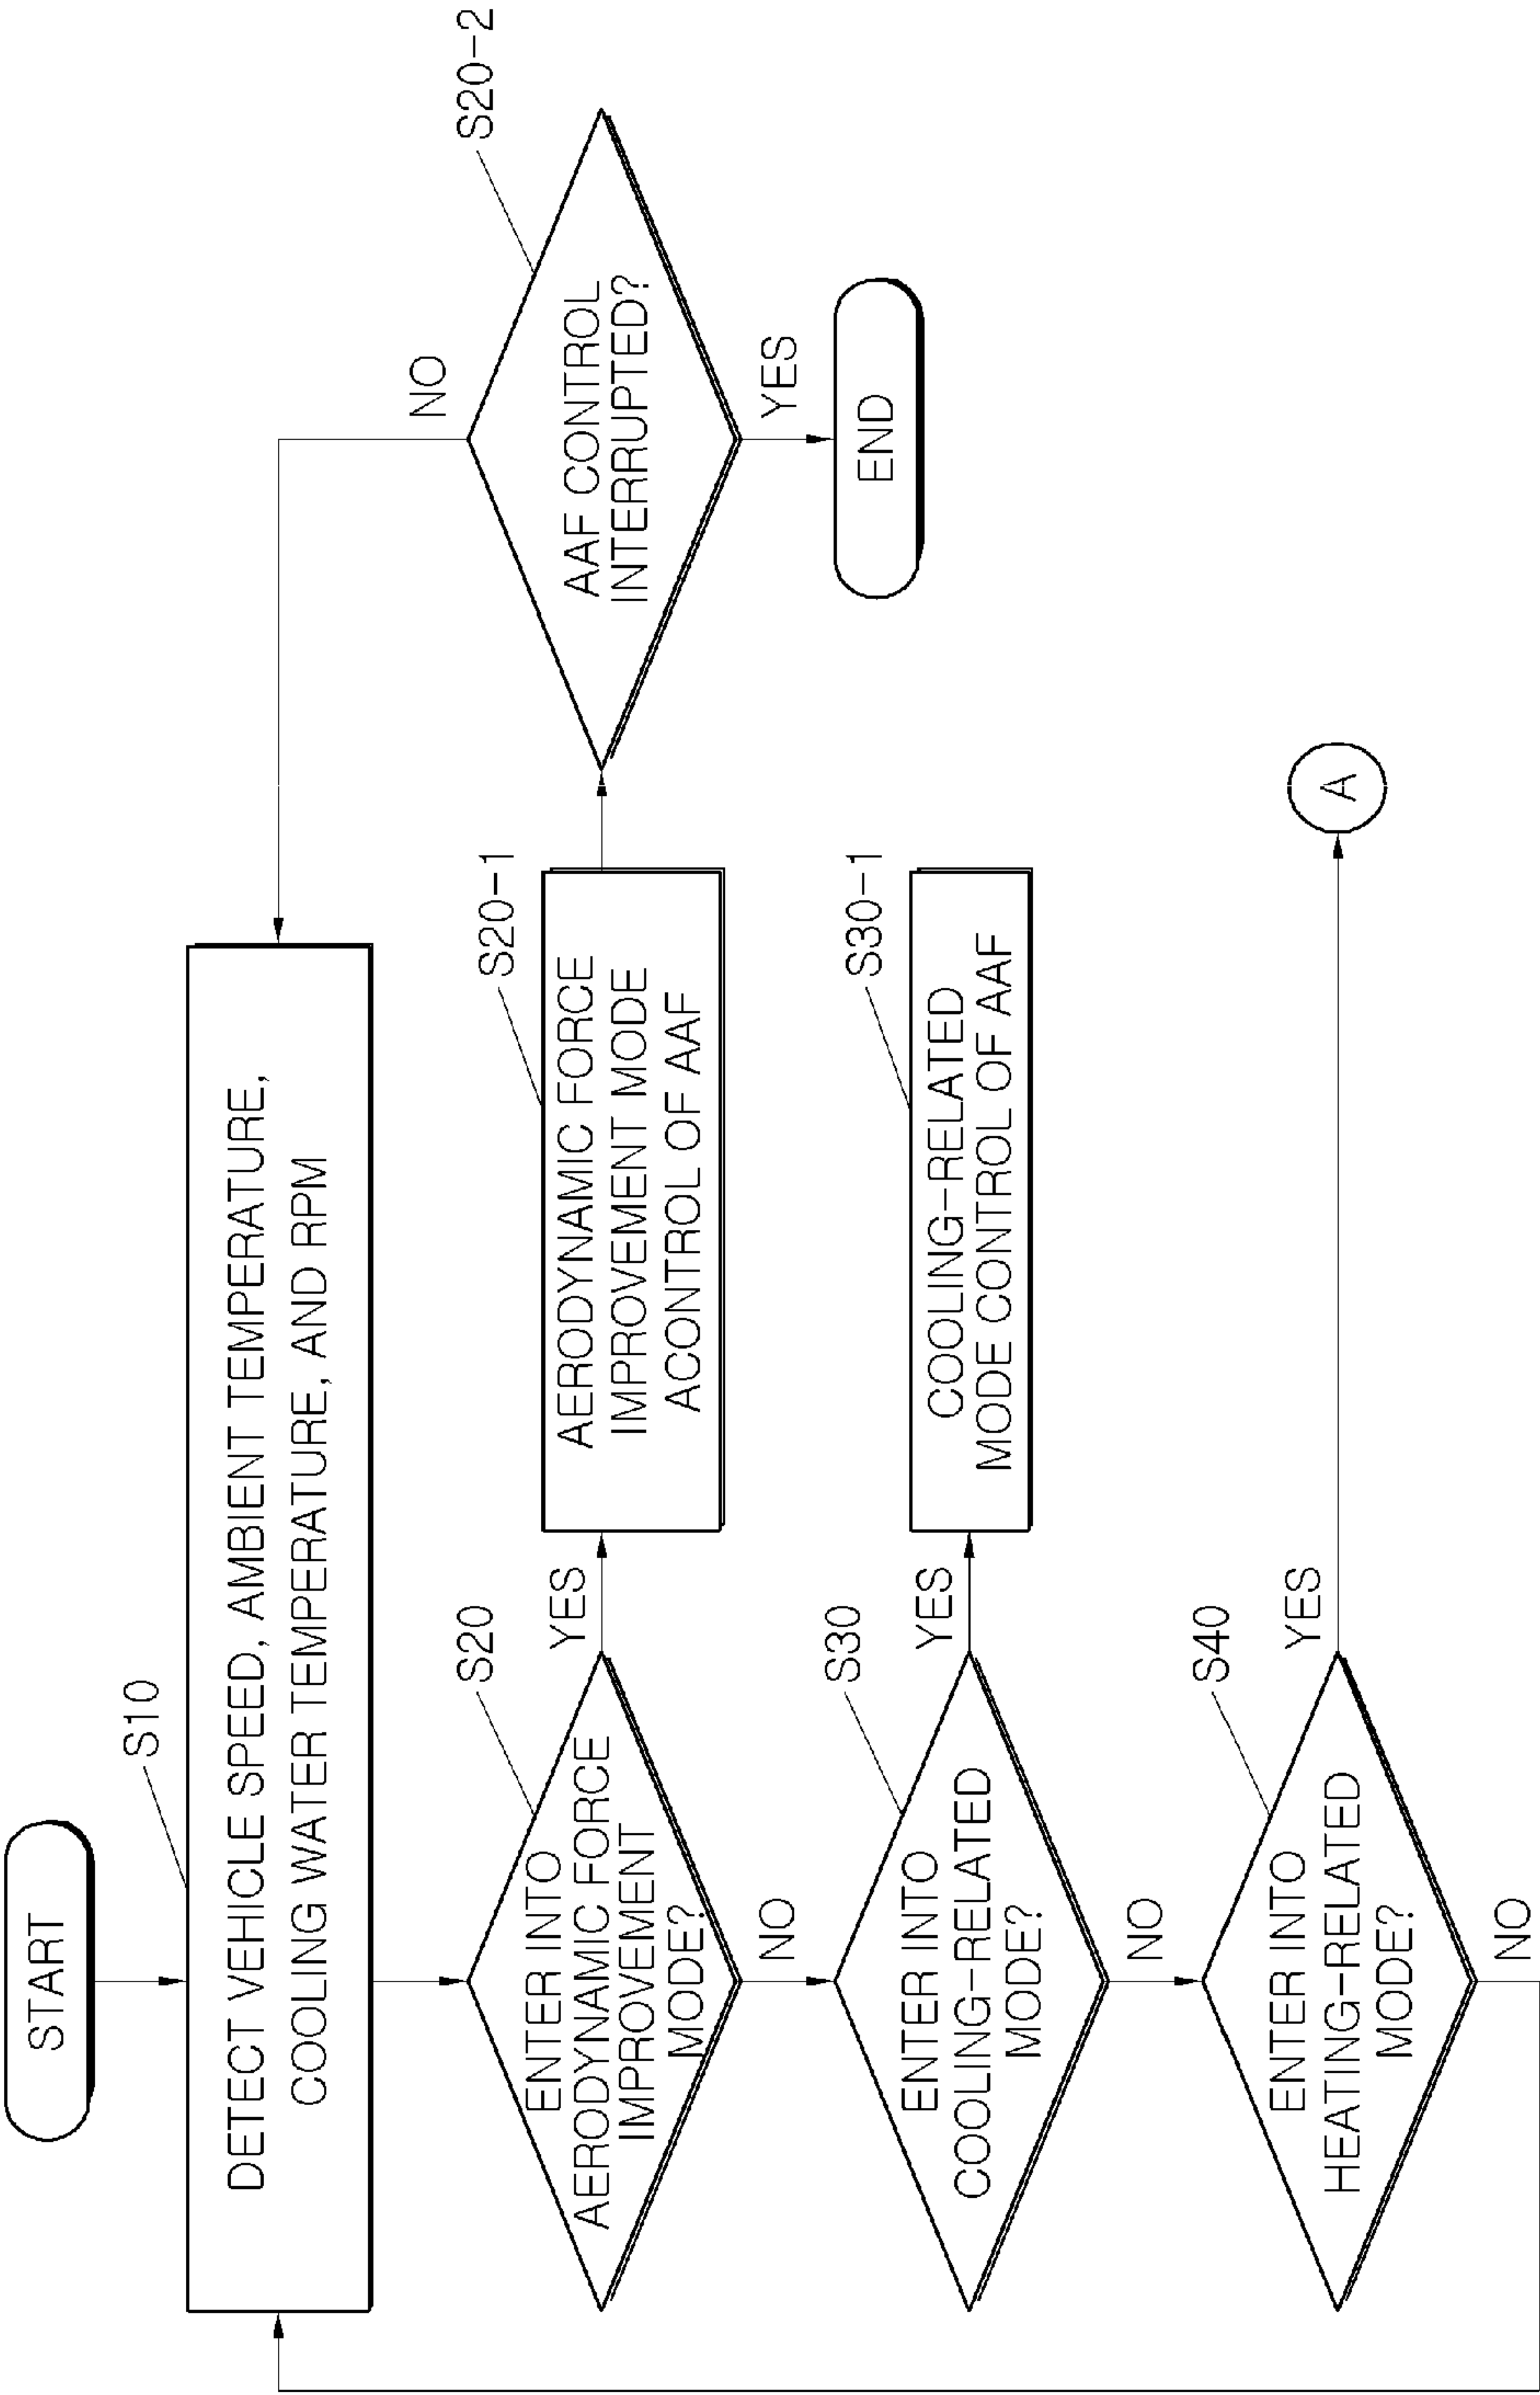 START
S10
DETECT VEHICLE SPEED, AMBIENT TEMPERATURE,
COOLING WATER TEMPERATURE, AND RPM
S20
ENTER INTO
AERODYNAMIC FORCE
IMPROVEMENT
MODE?
YES
S20-1
AERODYNAMIC FORCE
IMPROVEMENT MODE
ACONTROL OF AAF
NO
S20-2
AAF CONTROL
INTERRUPTED?
YES
END
NO
S30
ENTER INTO
COOLING-RELATED
MODE?
YES
S30-1
COOLING-RELATED
MODE CONTROL OF AAF
NO
S40
ENTER INTO
HEATING-RELATED
MODE?
YES
A
NO